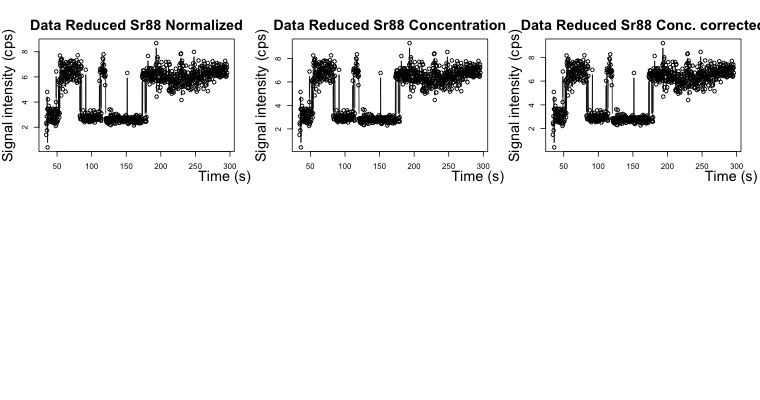 Data Reduced Sr88 Normalized
Signal intensity (cps)
2 4 6 8
50 100 150 200 250 300
Time (s)
Data Reduced Sr88 Concentration
Signal intensity (cps)
2 4 6 8
50 100 150 200 250 300
Time (s)
Data Reduced Sr88 Conc. corrected
Signal intensity (cps)
2 4 6 8
50 100 150 200 250 300
Time (s)